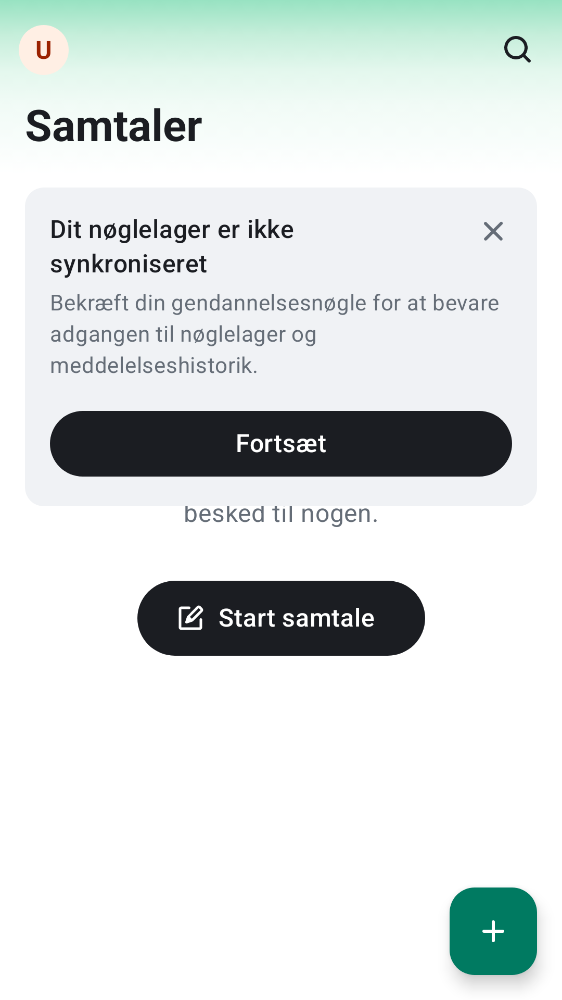 U
Samtaler
Dit nøglelager er ikke
synkroniseret
Bekræft din gendannelsesnøgle for at bevare
adgangen til nøglelager og
meddelelseshistorik.
Fortsæt
besked til nogen.
Start samtale